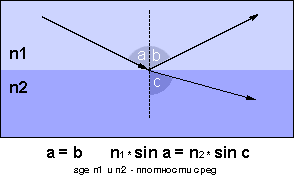 n1
a b
n2
c
a = b n1 * sin a = n2 * sin c
где n1 и n2 - плотности сред